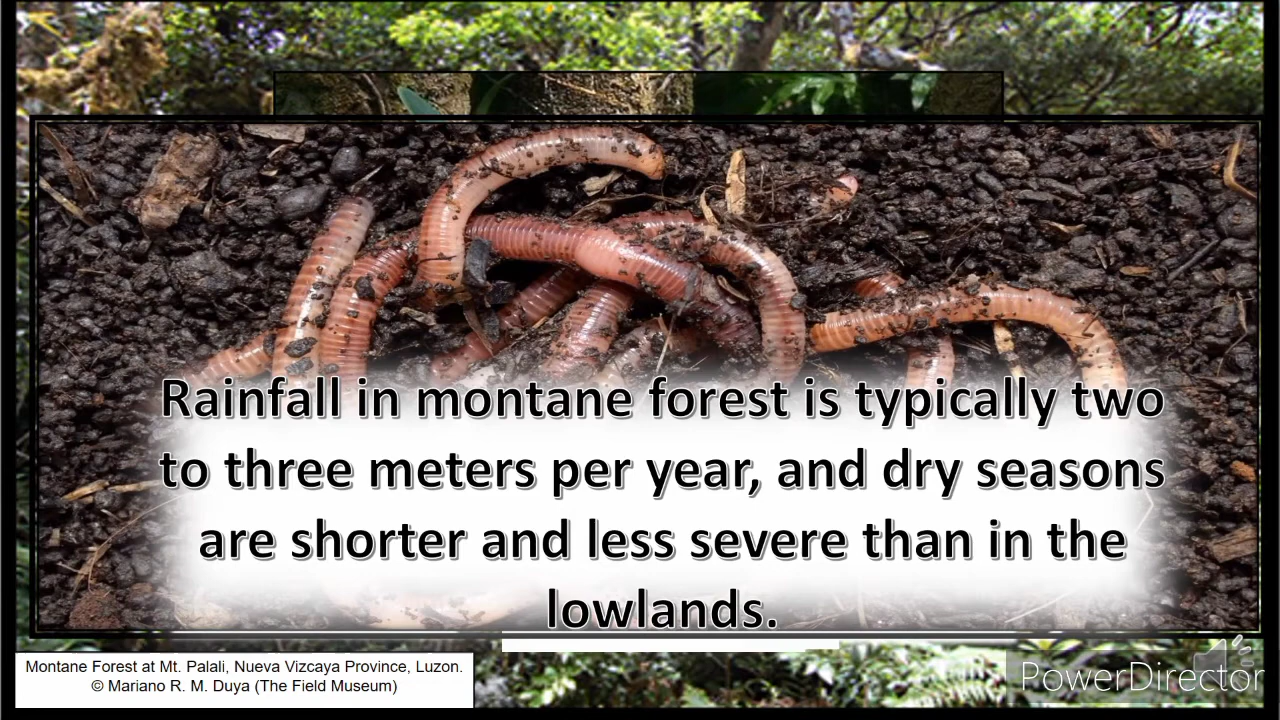 Rainfall in montane forest is typically two
to three meters per year, and dry seasons
are shorter and less severe than in the
lowlands.
Montane Forest at Mt. Palali, Nueva Vizcaya Province, Luzon.
© Mariano R. M. Duya (The Field Museum)
PowerDirector